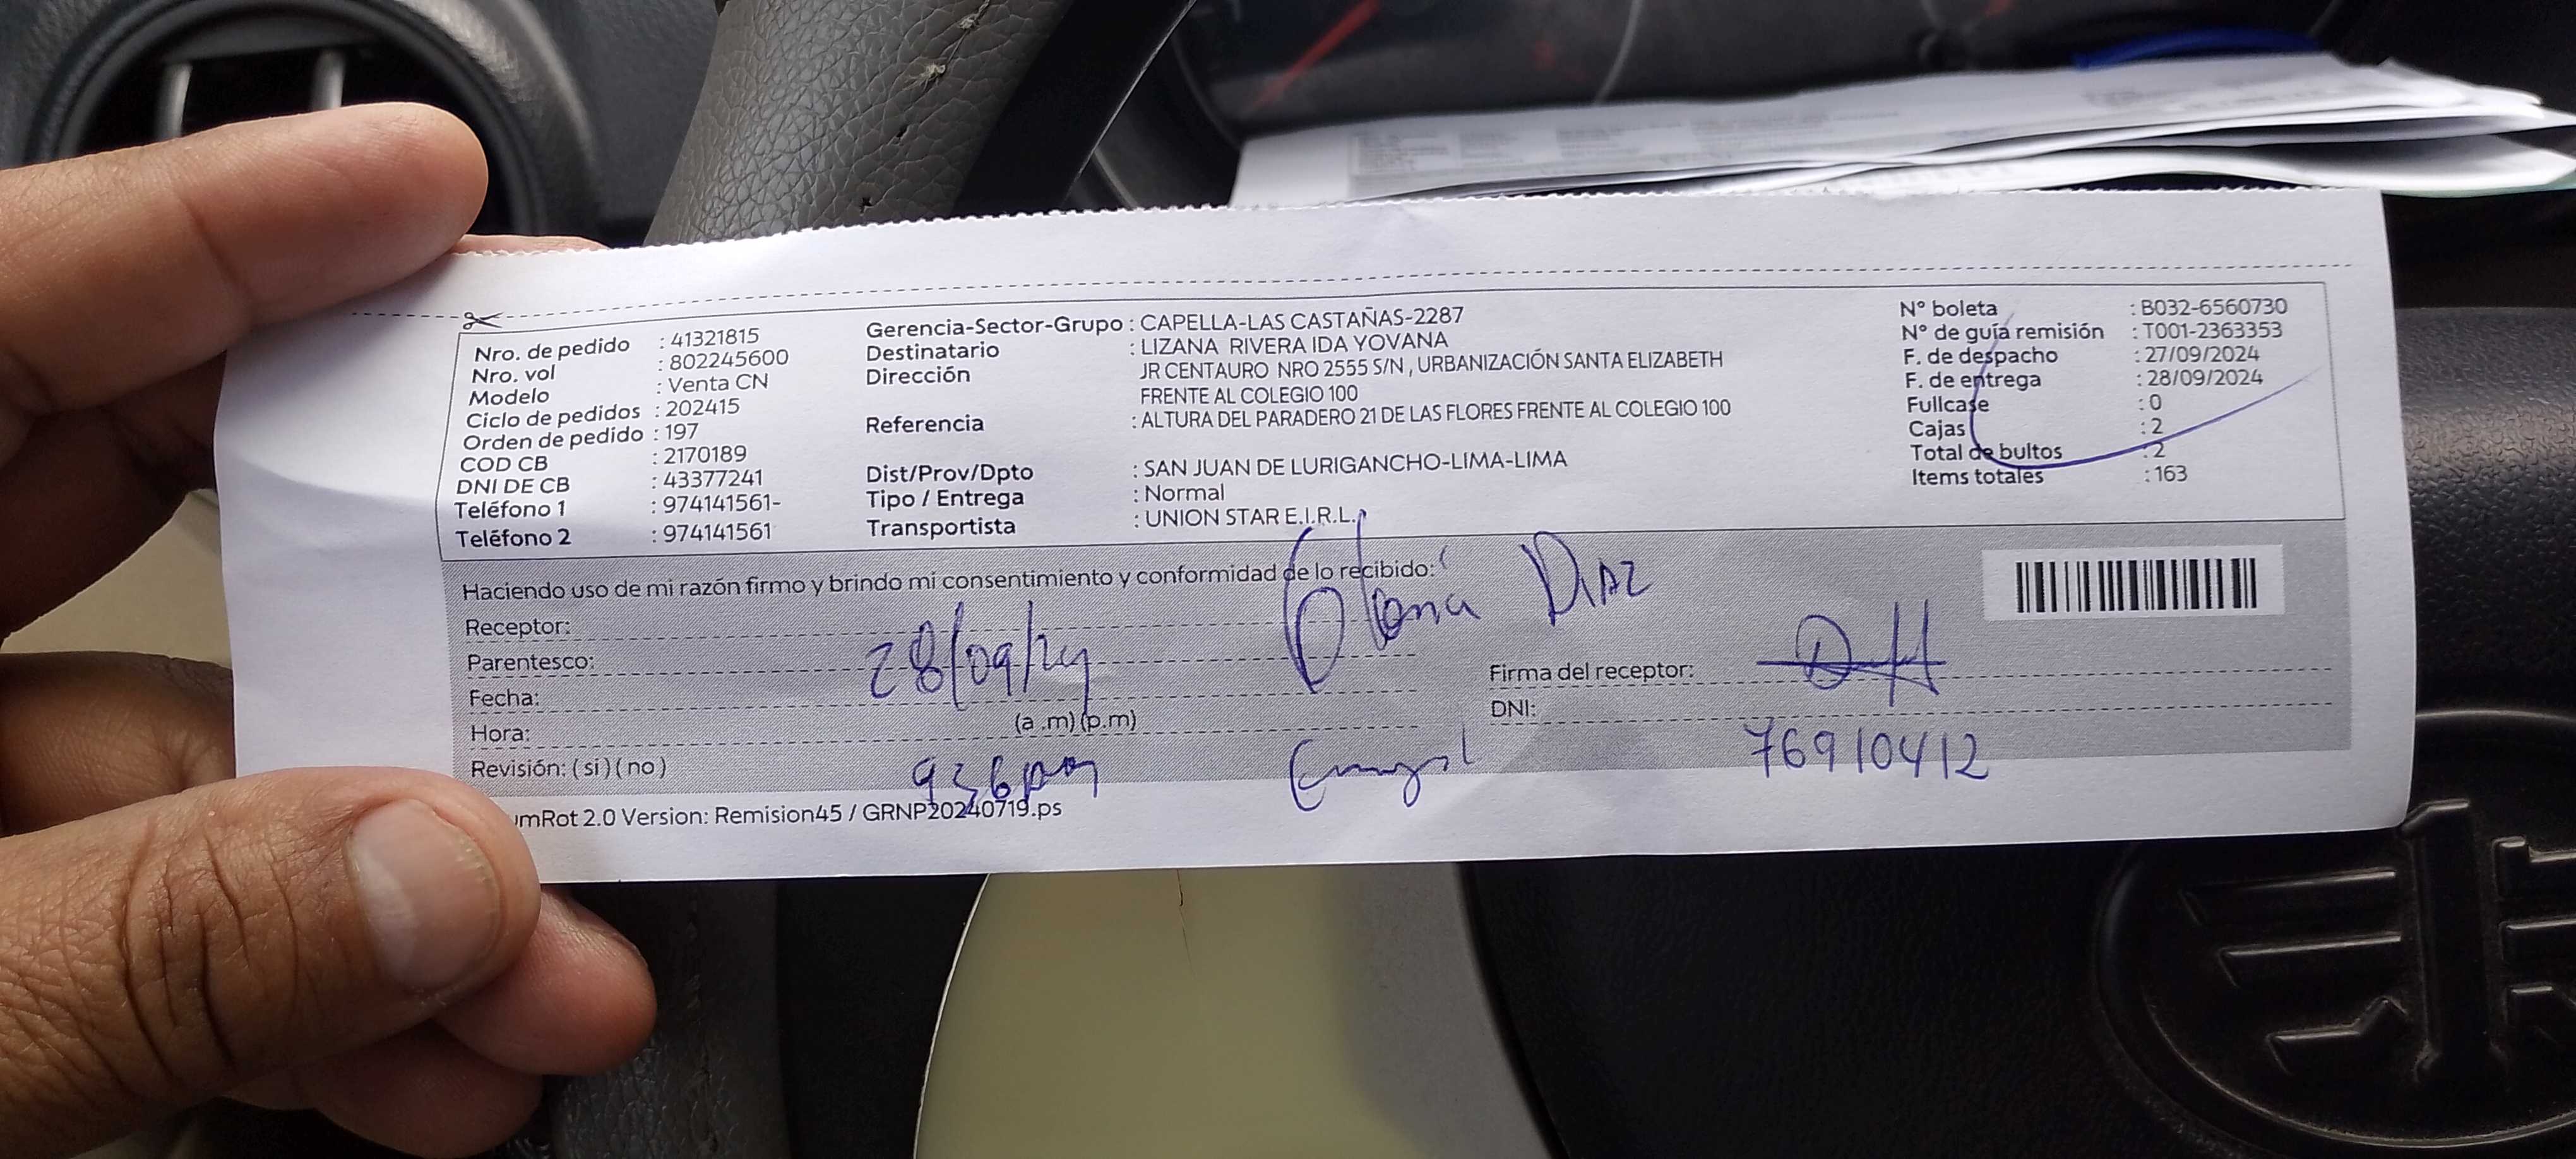 Nro. de pedido : 41321815
Nro. vol : 802245600
Modelo : Venta CN
Ciclo de pedidos : 202415
Orden de pedido : 197
COD CB : 2170189
DNI DE CB : 43377241
Teléfono 1 : 974141561-
Teléfono 2 : 974141561
Gerencia-Sector-Grupo : CAPELLA-LAS CASTAÑAS-2287
Destinatario : LIZANA RIVERA IDA YOVANA
Dirección JR CENTAURO NRO 2555 S/N , URBANIZACIÓN SANTA ELIZABETH
FRENTE AL COLEGIO 100
Referencia : ALTURA DEL PARADERO 21 DE LAS FLORES FRENTE AL COLEGIO 100
Dist/Prov/Dpto : SAN JUAN DE LURIGANCHO-LIMA-LIMA
Tipo / Entrega : Normal
Transportista : UNION STAR E.I.R.L.
N° boleta : B032-6560730
N° de guía remisión : T001-2363353
F. de despacho : 27/09/2024
F. de entrega : 28/09/2024
Fullcase : 0
Cajas : 2
Total de bultos : 2
Items totales : 163
Haciendo uso de mi razón firmo y brindo mi consentimiento y conformidad de lo recibido:
Receptor: Diaz
Parentesco:
Fecha: 28/09/24
Hora: (a .m) (p.m)
Revisión: ( si ) ( no )
936pm
Firma del receptor:
DNI:
76910412
umRot 2.0 Version: Remision45 / GRNP20240719.ps